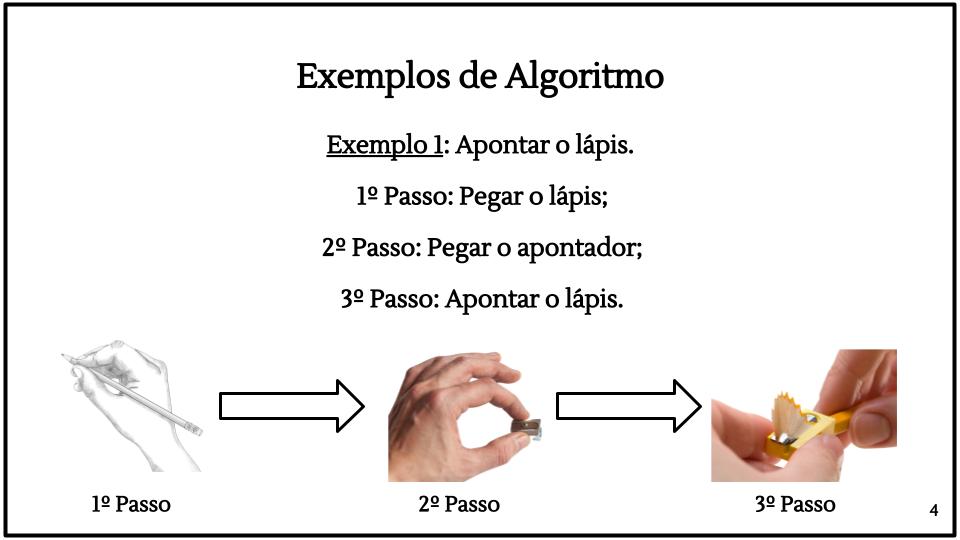 Exemplos de Algoritmo
Exemplo 1: Apontar o lápis.
1º Passo: Pegar o lápis;
2º Passo: Pegar o apontador;
3º Passo: Apontar o lápis.
1º Passo
2º Passo
3º Passo
4